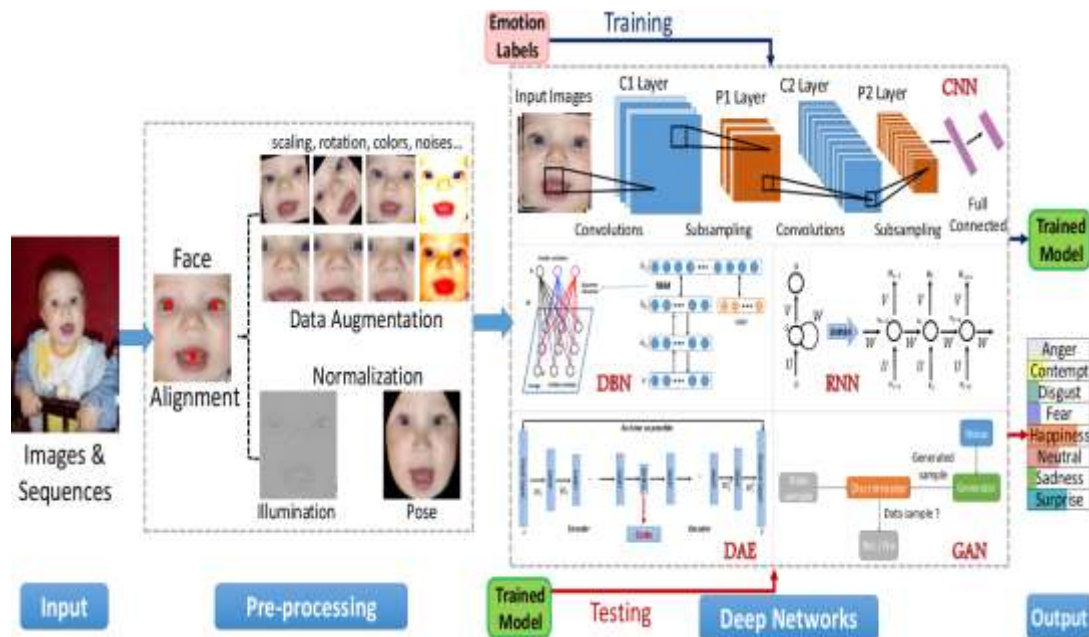 Emotion
Labels
Training
Input Images
C1 Layer
P1 Layer
C2 Layer
P2 Layer
CNN
Convolutions
Subsampling
Convolutions
Subsampling
Full
Connected
scaling, rotation, colors, noises...
Face
Alignment
Data Augmentation
Normalization
Illumination
Pose
Images &
Sequences
DBN
RNN
DAE
GAN
W
V
U
Code
Generated
sample
Generator
Discriminator
Data sample ?
Trained
Model
Anger
Contempt
Disgust
Fear
Happiness
Neutral
Sadness
Surprise
Trained
Model
Testing
Input
Pre-processing
Deep Networks
Output